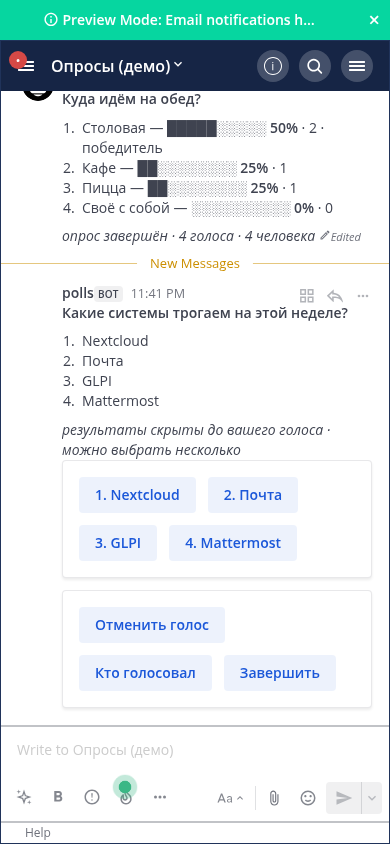 Preview Mode: Email notifications h...
Опросы (демо)
Куда идём на обед?
1. Столовая — █████░░░░░ 50% · 2 ·
победитель
2. Кафе — ██░░░░░░░░ 25% · 1
3. Пицца — ██░░░░░░░░ 25% · 1
4. Своё с собой — ░░░░░░░░░░ 0% · 0
опрос завершён · 4 голоса · 4 человека Edited
New Messages
polls BOT 11:41 PM
Какие системы трогаем на этой неделе?
1. Nextcloud
2. Почта
3. GLPI
4. Mattermost
результаты скрыты до вашего голоса ·
можно выбрать несколько
1. Nextcloud 2. Почта
3. GLPI 4. Mattermost
Отменить голос
Кто голосовал Завершить
Write to Опросы (демо)
B Aa
Help